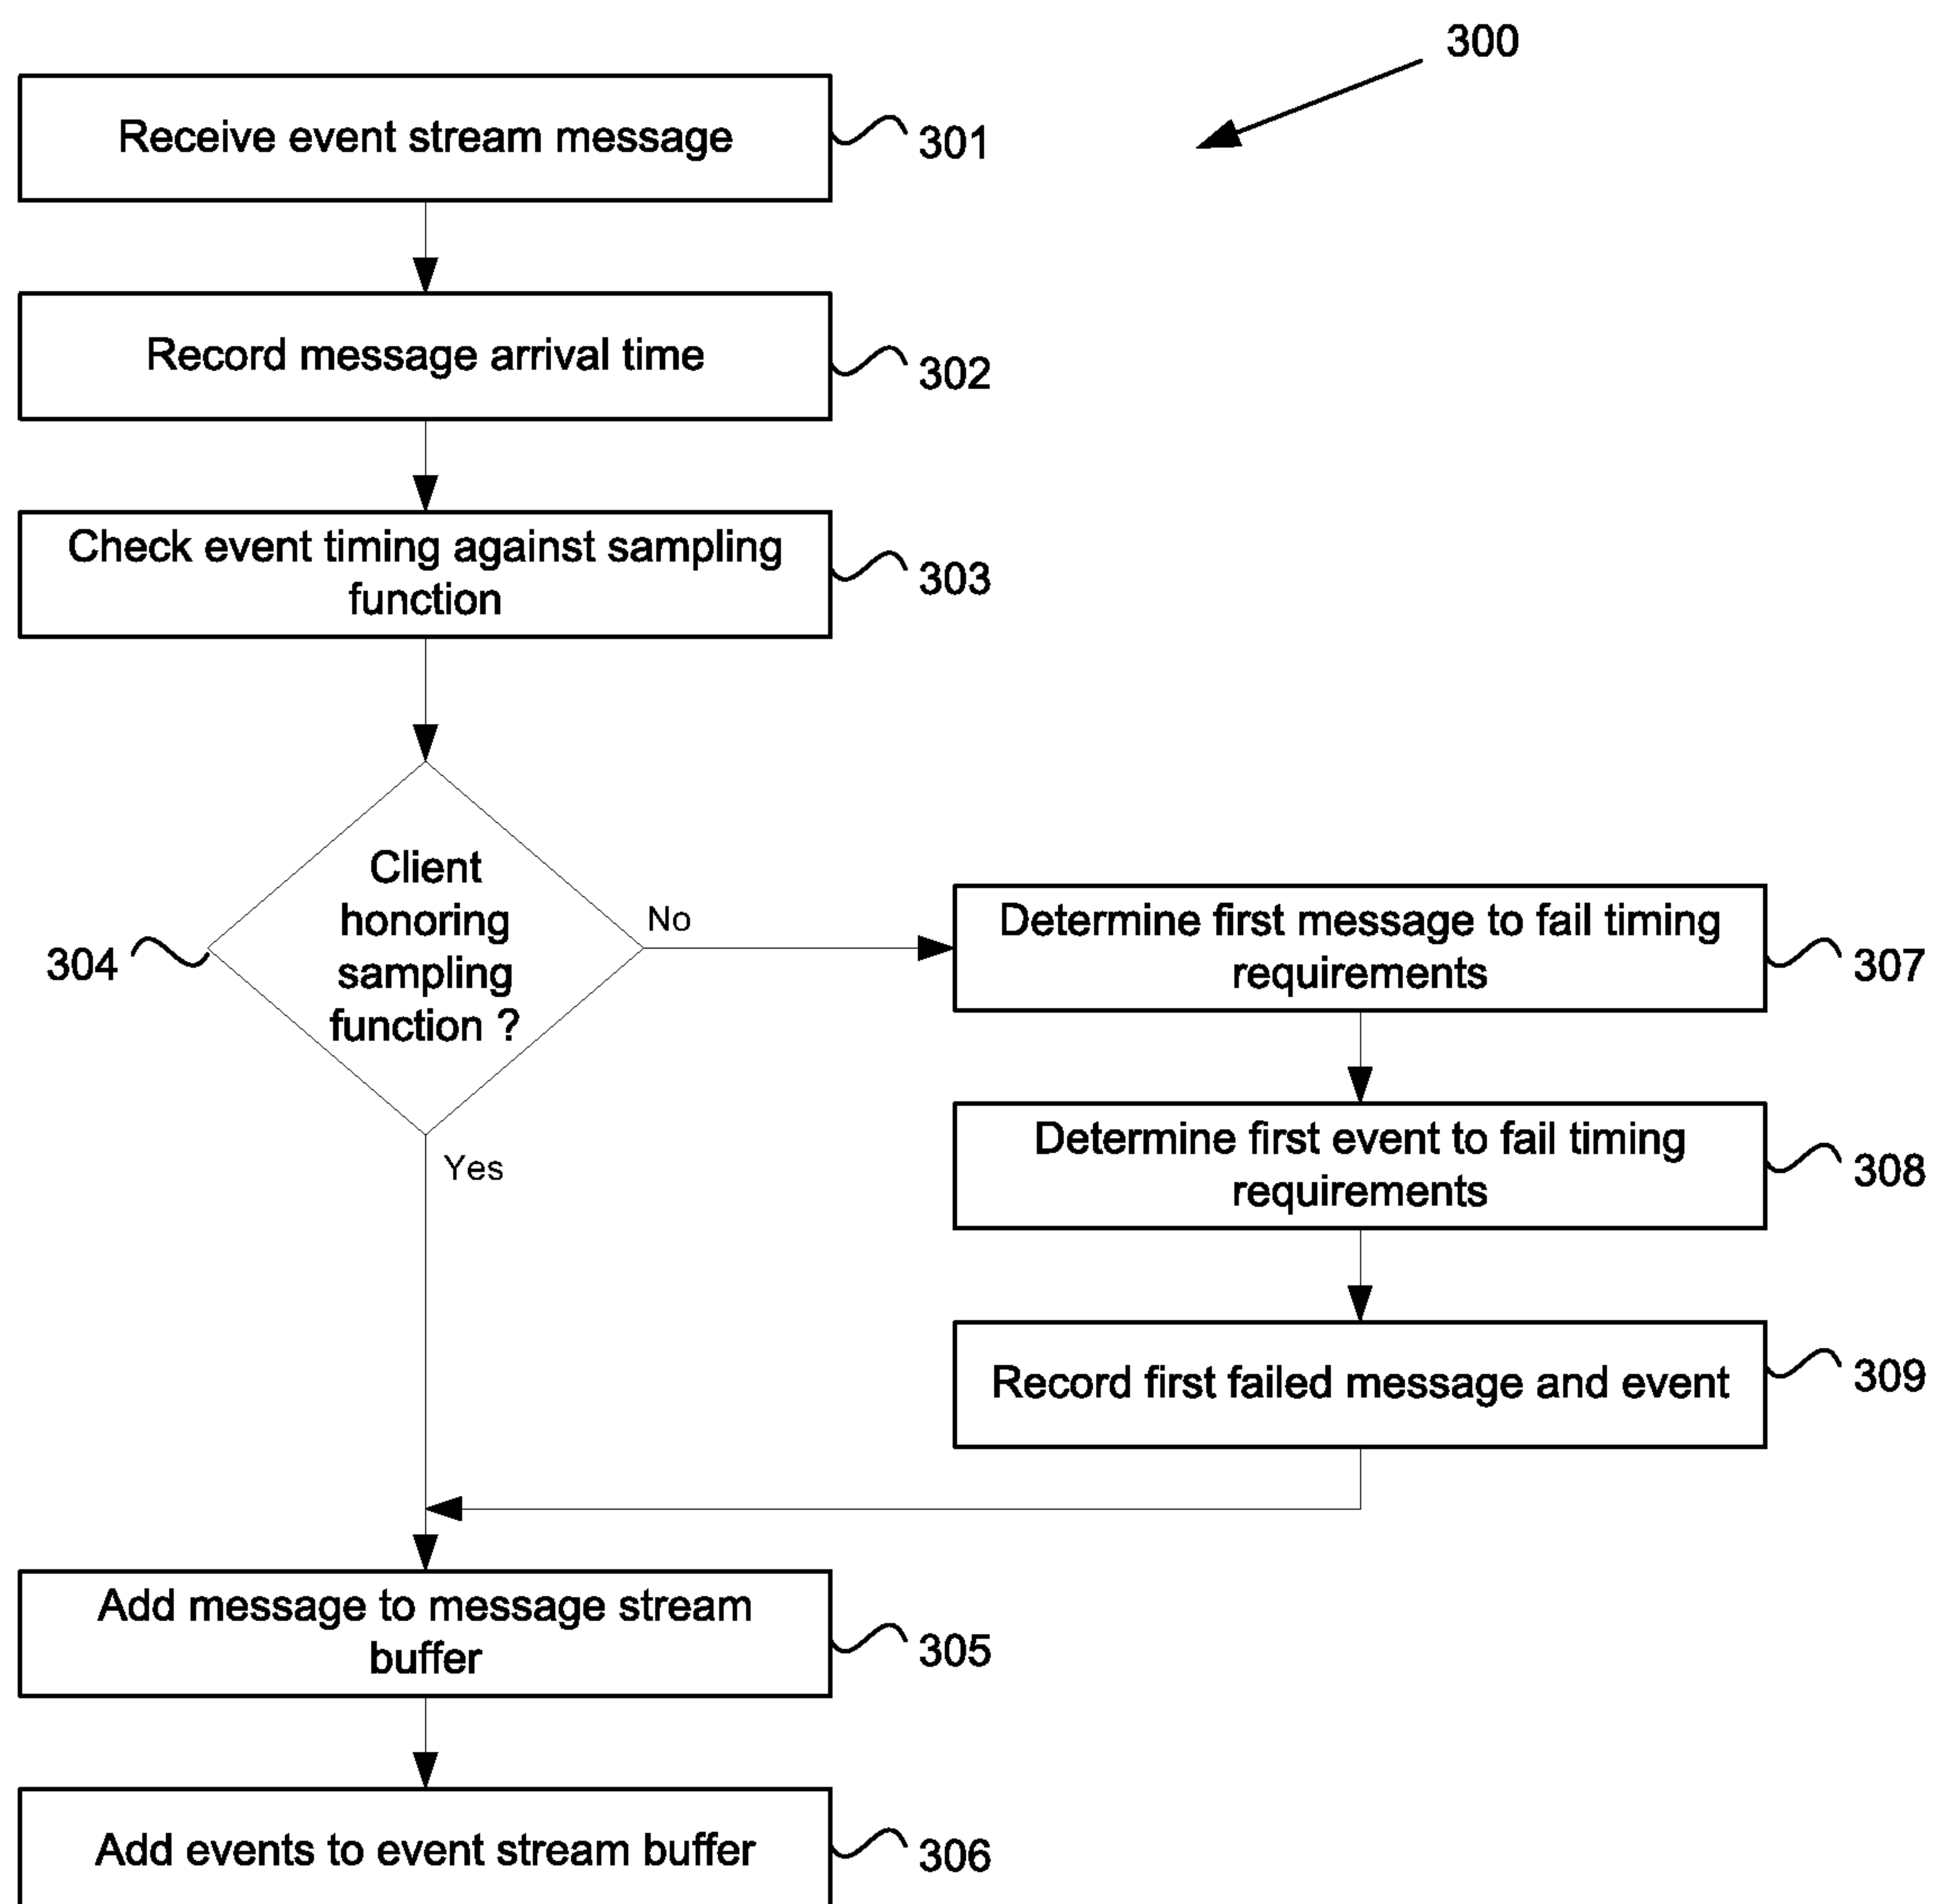 300
Receive event stream message
301
Record message arrival time
302
Check event timing against sampling
function
303
Client
honoring
sampling
function ?
304
No
Yes
Determine first message to fail timing
requirements
307
Determine first event to fail timing
requirements
308
Record first failed message and event
309
Add message to message stream
buffer
305
Add events to event stream buffer
306